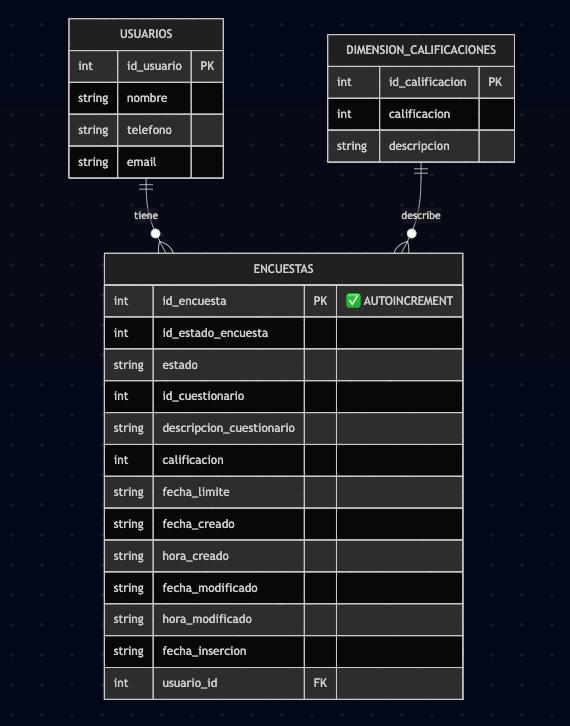 USUARIOS
int id_usuario PK
string nombre
string telefono
string email
DIMENSION_CALIFICACIONES
int id_calificacion PK
int calificacion
string descripcion
tiene
describe
ENCUESTAS
int id_encuesta PK ✅ AUTOINCREMENT
int id_estado_encuesta
string estado
int id_cuestionario
string descripcion_cuestionario
int calificacion
string fecha_limite
string fecha_creado
string hora_creado
string fecha_modificado
string hora_modificado
string fecha_insercion
int usuario_id FK